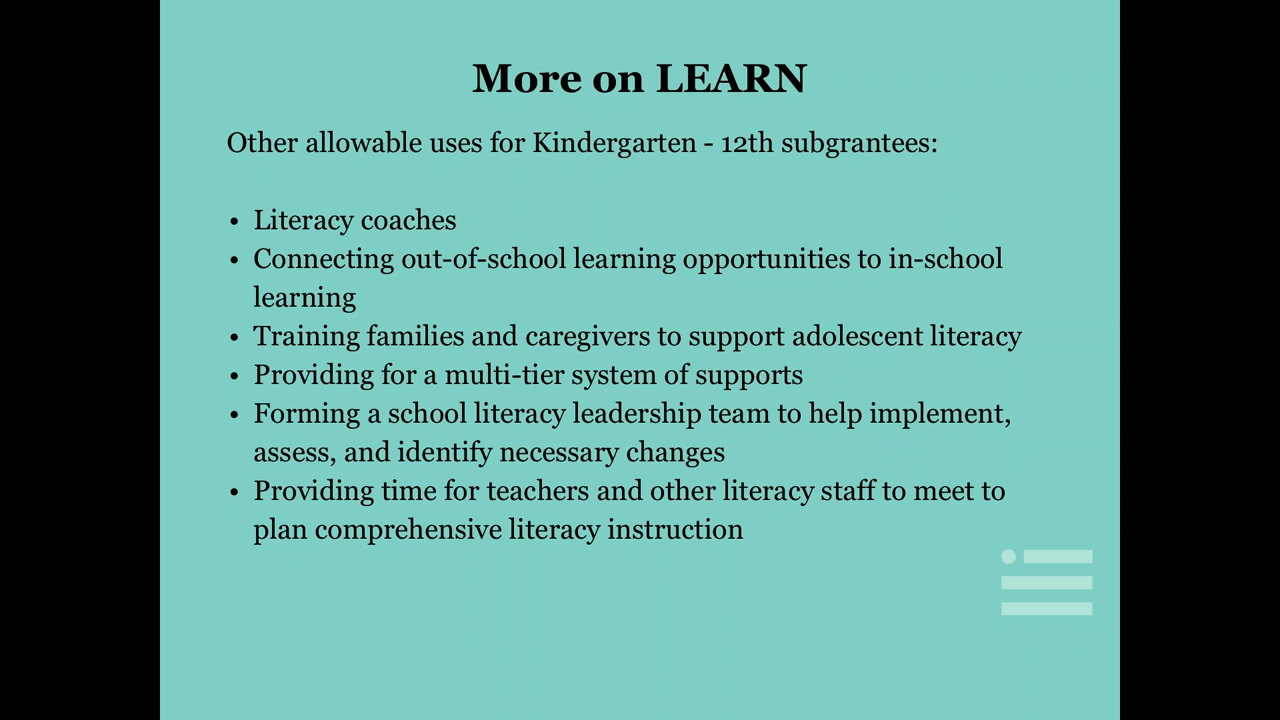 More on LEARN
Other allowable uses for Kindergarten - 12th subgrantees:
• Literacy coaches
• Connecting out-of-school learning opportunities to in-school
learning
• Training families and caregivers to support adolescent literacy
• Providing for a multi-tier system of supports
• Forming a school literacy leadership team to help implement,
assess, and identify necessary changes
• Providing time for teachers and other literacy staff to meet to
plan comprehensive literacy instruction